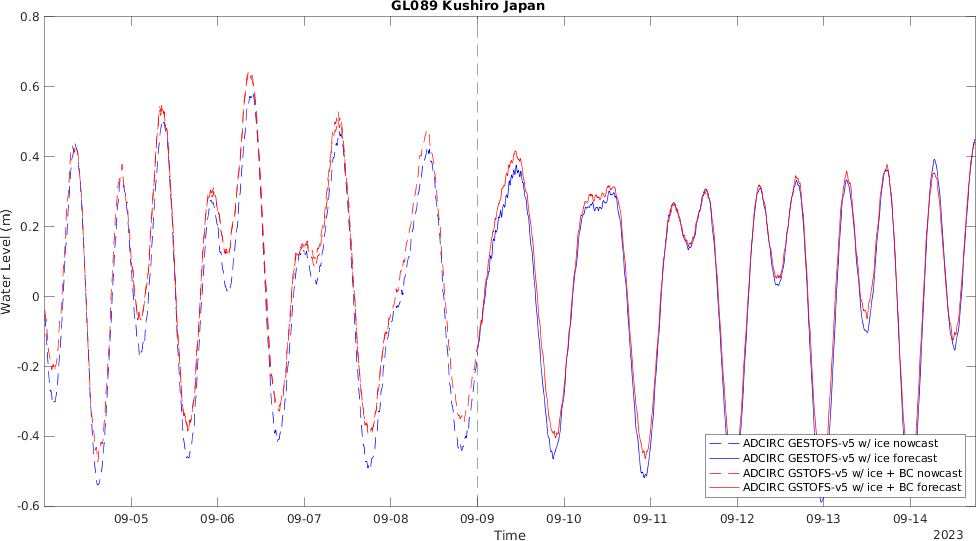 GL089 Kushiro Japan
0.8
0.6
0.4
0.2
0
-0.2
-0.4
-0.6
Water Level (m)
ADCIRC GESTOFS-v5 w/ ice nowcast
ADCIRC GESTOFS-v5 w/ ice forecast
ADCIRC GSTOFS-v5 w/ ice + BC nowcast
ADCIRC GSTOFS-v5 w/ ice + BC forecast
09-05 09-06 09-07 09-08 09-09 09-10 09-11 09-12 09-13 09-14
Time
2023